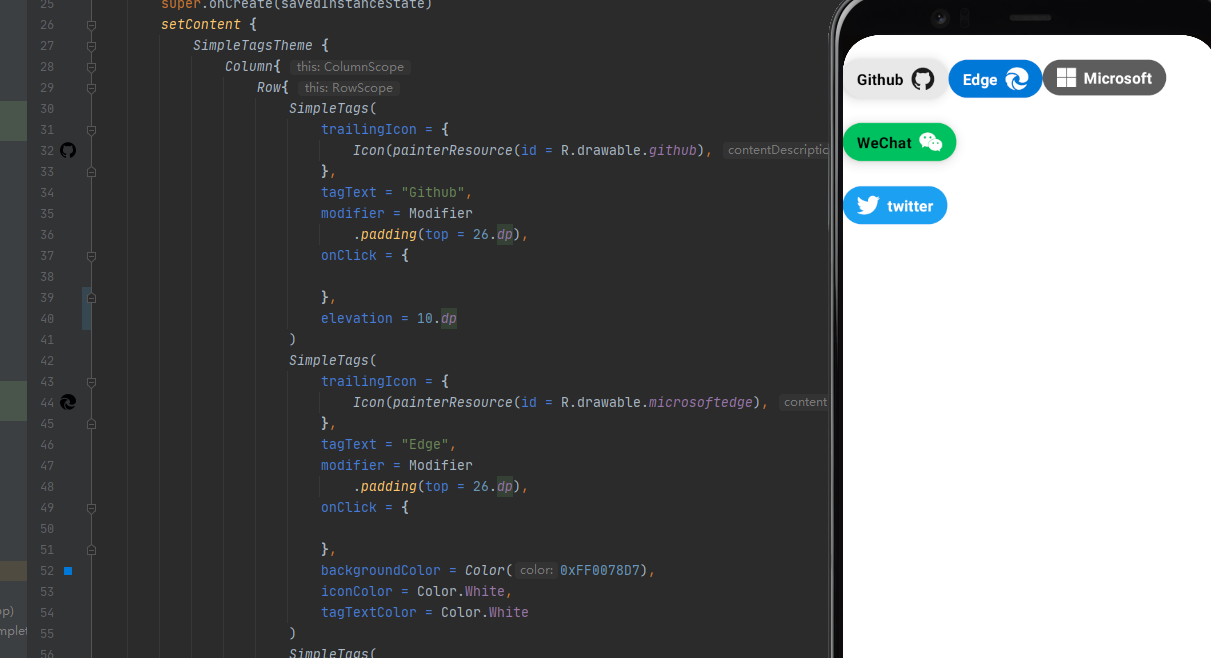 25 super.onCreate(savedInstanceState)
26 setContent {
27 SimpleTagsTheme {
28 Column{ this: ColumnScope
29 Row{ this: RowScope
30 SimpleTags(
31 trailingIcon = {
32 Icon(painterResource(id = R.drawable.github), contentDescriptio
33 },
34 tagText = "Github",
35 modifier = Modifier
36 .padding(top = 26.dp),
37 onClick = {
38
39 },
40 elevation = 10.dp
41 )
42 SimpleTags(
43 trailingIcon = {
44 Icon(painterResource(id = R.drawable.microsoftedge), content
45 },
46 tagText = "Edge",
47 modifier = Modifier
48 .padding(top = 26.dp),
49 onClick = {
50
51 },
52 backgroundColor = Color( color: 0xFF0078D7),
53 iconColor = Color.White,
54 tagTextColor = Color.White
55 )
56 SimpleTags(
op)
mplet
Github
Edge
Microsoft
WeChat
twitter